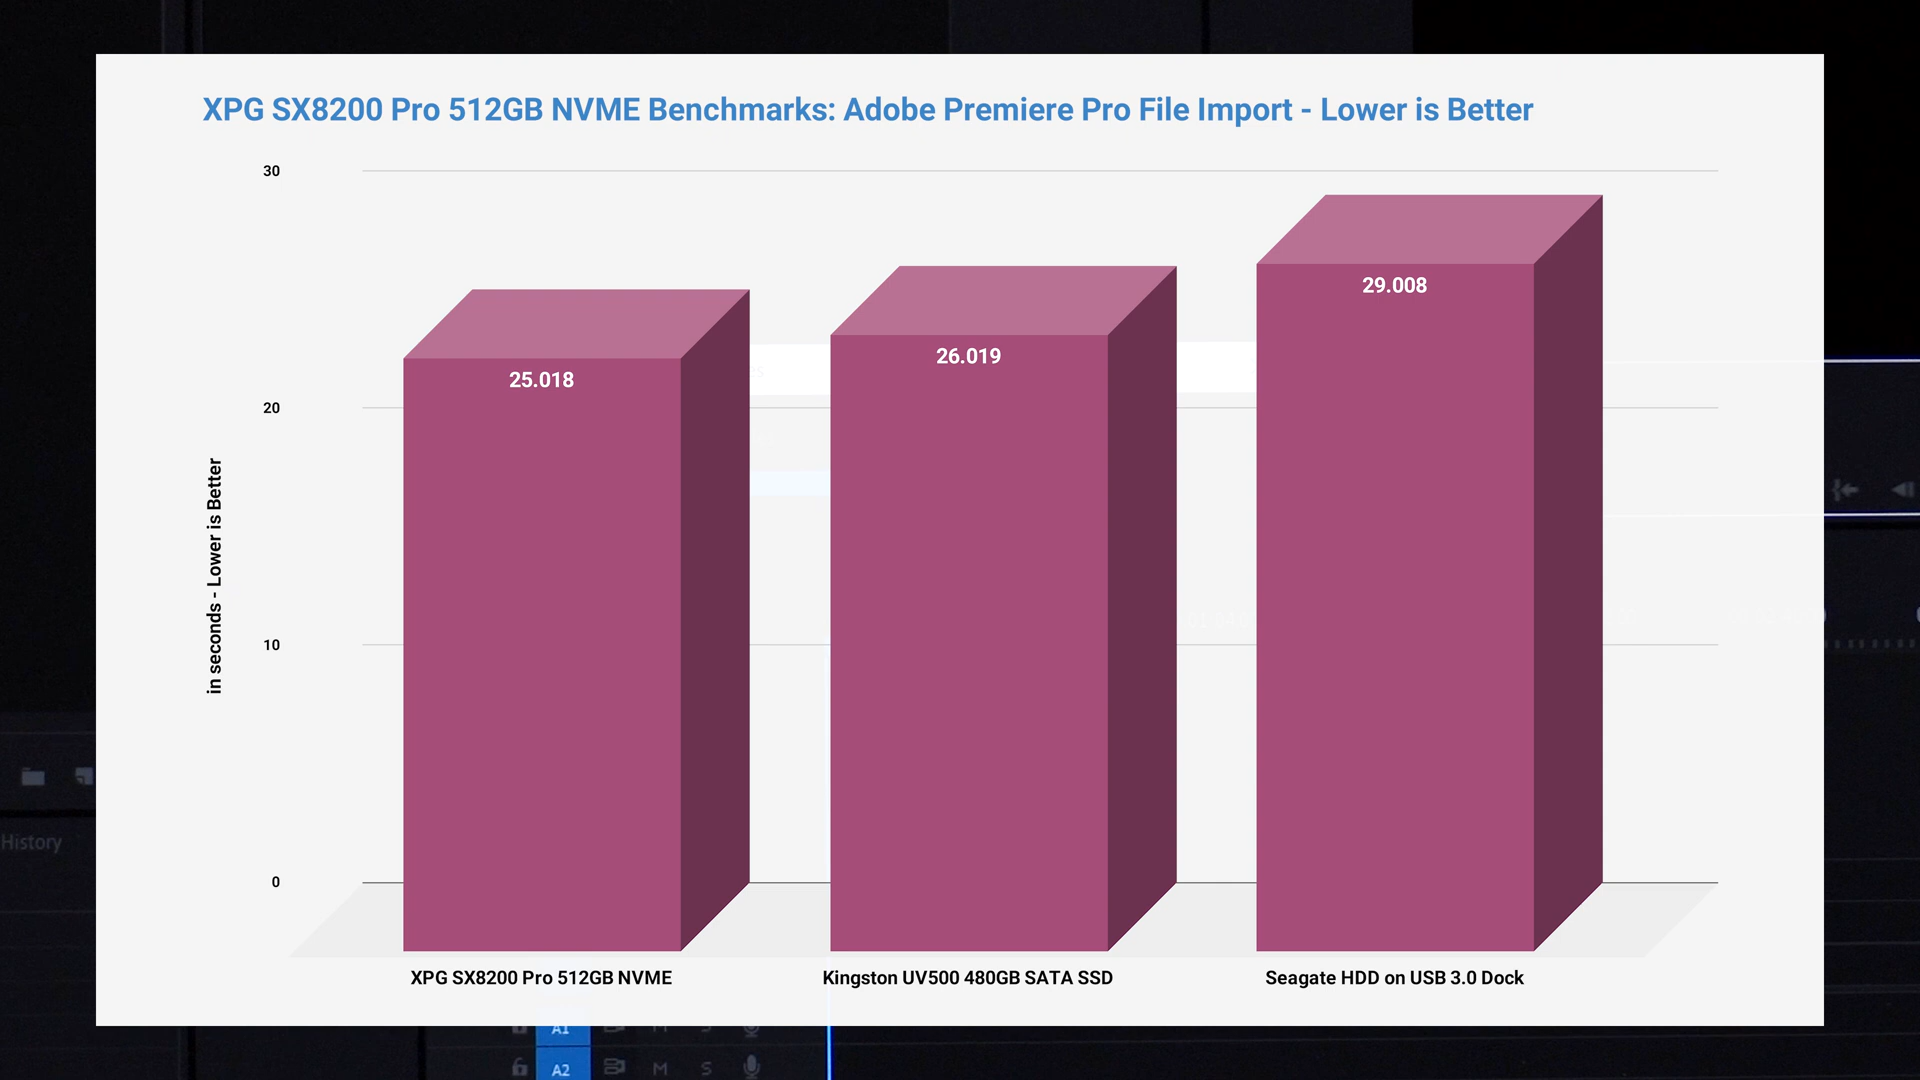 XPG SX8200 Pro 512GB NVME Benchmarks: Adobe Premiere Pro File Import - Lower is Better
30
20
10
0
in seconds - Lower is Better
25.018
26.019
29.008
XPG SX8200 Pro 512GB NVME
Kingston UV500 480GB SATA SSD
Seagate HDD on USB 3.0 Dock
History
A1
M
S
A2
M
S